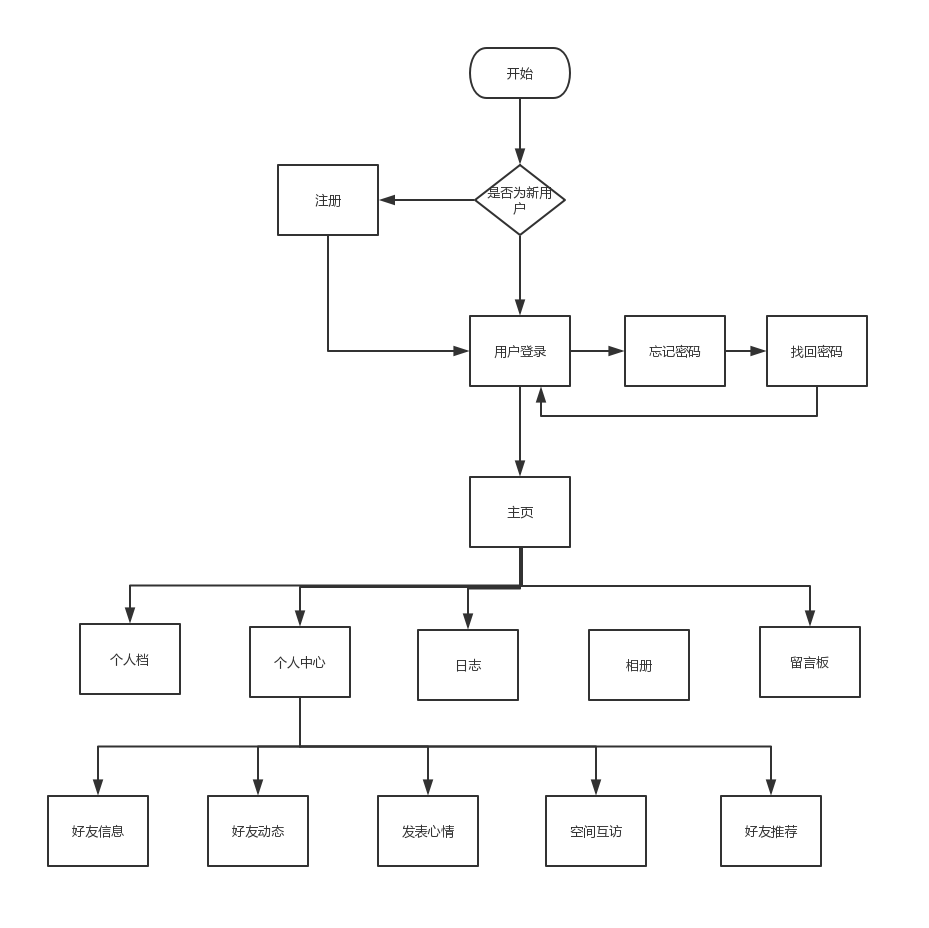 开始
是否为新用
户
注册
用户登录
忘记密码
找回密码
主页
个人档
个人中心
日志
相册
留言板
好友信息
好友动态
发表心情
空间互访
好友推荐